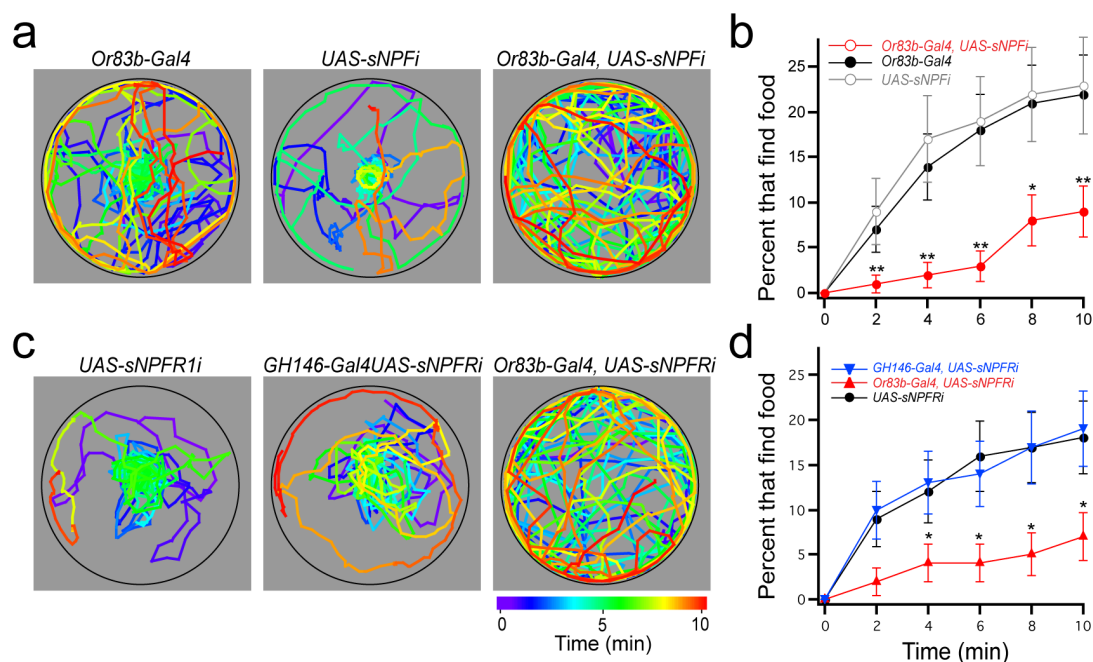 a
Or83b-Gal4
UAS-sNPFi
Or83b-Gal4, UAS-sNPFi
b
Or83b-Gal4, UAS-sNPFi
Or83b-Gal4
UAS-sNPFi
Percent that find food
25
20
15
10
5
0
**
**
**
*
**
0 2 4 6 8 10
c
UAS-sNPFR1i
GH146-Gal4UAS-sNPFRi
Or83b-Gal4, UAS-sNPFRi
0 5 10
Time (min)
d
GH146-Gal4, UAS-sNPFRi
Or83b-Gal4, UAS-sNPFRi
UAS-sNPFRi
Percent that find food
25
20
15
10
5
0
*
*
*
*
0 2 4 6 8 10
Time (min)